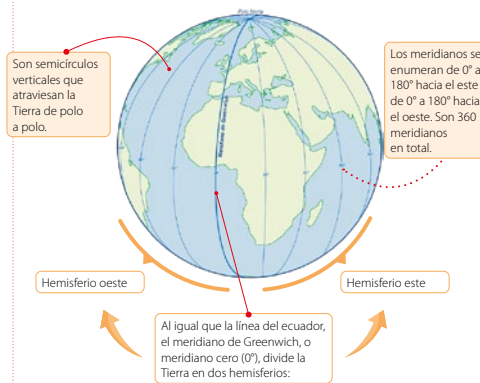 Polo Norte
Son semicírculos
verticales que
atraviesan la
Tierra de polo
a polo.
Meridiano de Greenwich
Los meridianos se
enumeran de 0° a
180° hacia el este
de 0° a 180° hacia
el oeste. Son 360
meridianos
en total.
Hemisferio oeste
Hemisferio este
Al igual que la línea del ecuador,
el meridiano de Greenwich, o
meridiano cero (0°), divide la
Tierra en dos hemisferios: